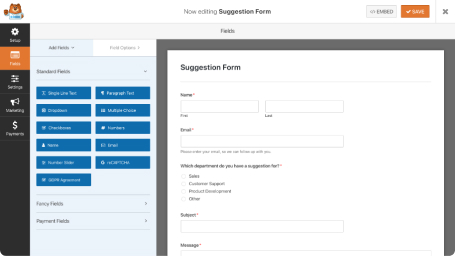 Now editing Suggestion Form
</> EMBED
SAVE
Setup
Fields
Settings
Marketing
Payments
Fields
Add Fields
Field Options
Standard Fields
Single Line Text
Paragraph Text
Dropdown
Multiple Choice
Checkboxes
Numbers
Name
Email
Number Slider
reCAPTCHA
GDPR Agreement
Fancy Fields
Payment Fields
Suggestion Form
Name *
First
Last
Email *
Please enter your email, so we can follow up with you.
Which department do you have a suggestion for? *
Sales
Customer Support
Product Development
Other
Subject *
Message *